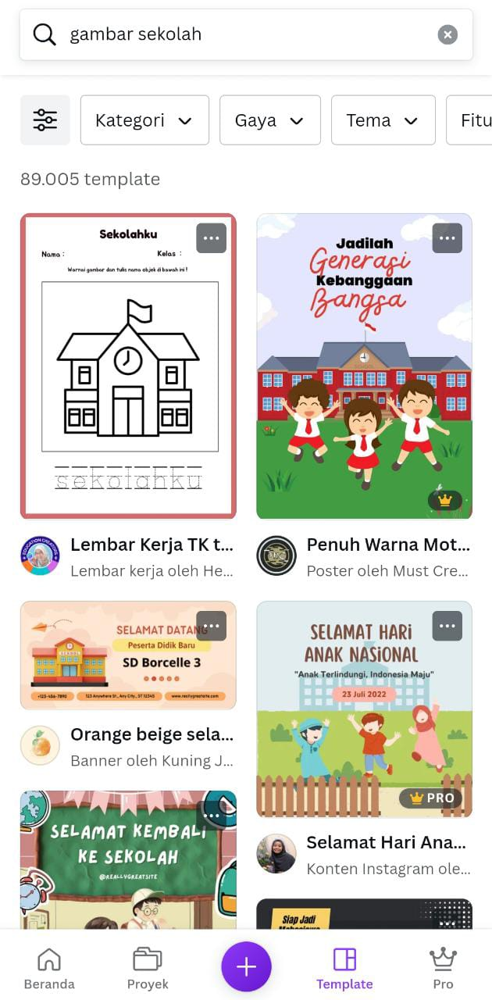 gambar sekolah
Kategori
Gaya
Tema
Fitu
89.005 template
Sekolahku
Nama :
Kelas :
Warnai gambar dan tulis nama objek di bawah ini !
sekolahku
Lembar Kerja TK t...
Lembar kerja oleh He...
Jadilah
Generasi
Kebanggaan
Bangsa
SCHOOL
Penuh Warna Mot...
Poster oleh Must Cre...
SELAMAT DATANG
Peserta Didik Baru
SD Borcelle 3
SCHOOL
+123-456-7890
123 Anywhere St., Any City, ST 12345
www.reallygreatsite.com
Orange beige sela...
Banner oleh Kuning J...
SELAMAT HARI
ANAK NASIONAL
"Anak Terlindungi, Indonesia Maju"
23 Juli 2022
PRO
Selamat Hari Ana...
Konten Instagram ole...
SELAMAT KEMBALI
KE SEKOLAH
@REALLYGREATSITE
Siap Jadi
Mahasiswa
Beranda
Proyek
Template
Pro